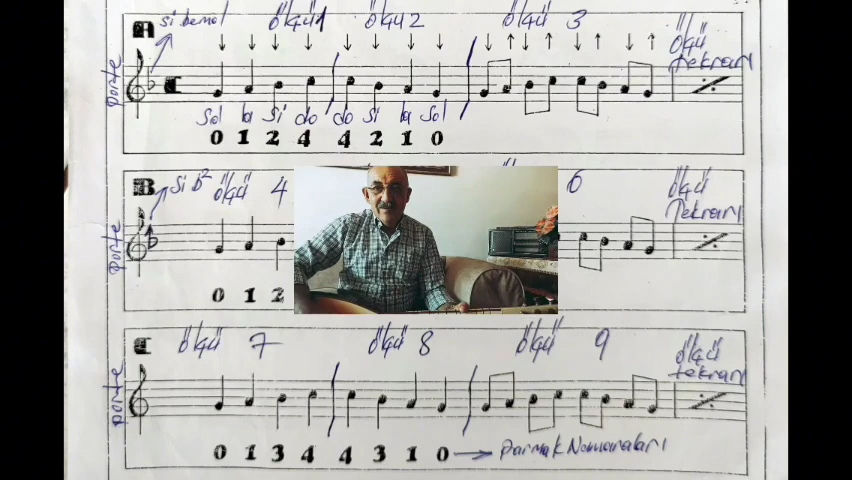 A si bemol ölçü 1 ölçü 2 ölçü 3 ölçü tekrarı
porte
sol la si do do si la sol
0 1 2 4 4 2 1 0
B si b² ölçü 4 6 ölçü Tekrarı
porte
0 1 2
C ölçü 7 ölçü 8 ölçü 9 ölçü tekrarı
porte
0 1 3 4 4 3 1 0 → Parmak Numaraları